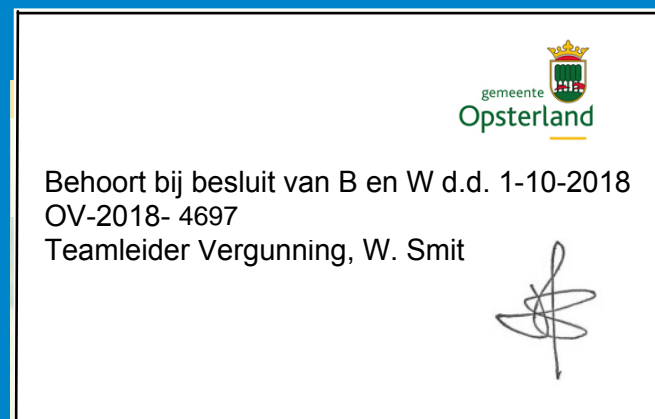 gemeente
Opsterland
Behoort bij besluit van B en W d.d. 1-10-2018
OV-2018- 4697
Teamleider Vergunning, W. Smit